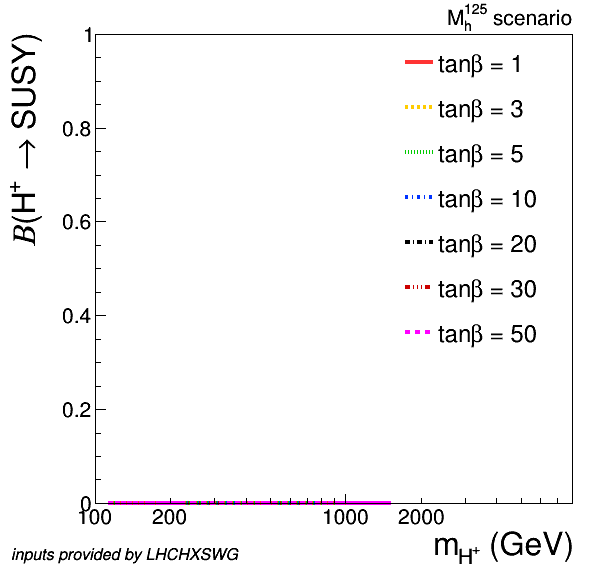 M_h^125 scenario
B(H⁺ → SUSY)
1
0.8
0.6
0.4
0.2
0
tanβ = 1
tanβ = 3
tanβ = 5
tanβ = 10
tanβ = 20
tanβ = 30
tanβ = 50
100 200 1000 2000
m_H⁺ (GeV)
inputs provided by LHCHXSWG